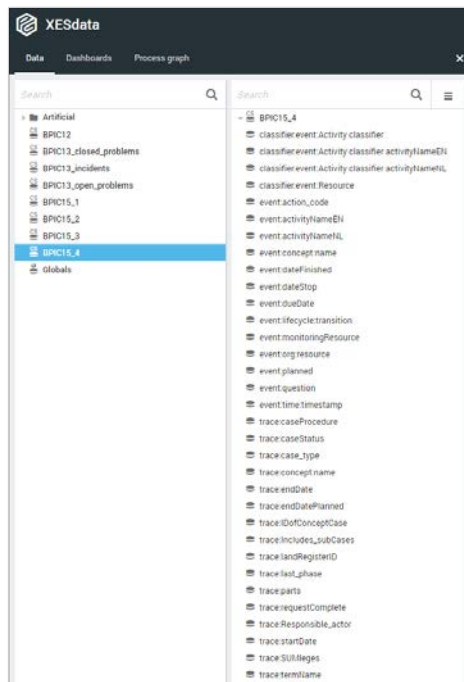 XESdata
Data Dashboards Process graph
Search
Artificial
BPIC12
BPIC13_closed_problems
BPIC13_incidents
BPIC13_open_problems
BPIC15_1
BPIC15_2
BPIC15_3
BPIC15_4
Globals
Search
BPIC15_4
classifier:event:Activity classifier
classifier:event:Activity classifier:activityNameEN
classifier:event:Activity classifier:activityNameNL
classifier:event:Resource
event:action_code
event:activityNameEN
event:activityNameNL
event:concept:name
event:dateFinished
event:dateStop
event:dueDate
event:lifecycle:transition
event:monitoringResource
event:org:resource
event:planned
event:question
event:time:timestamp
trace:caseProcedure
trace:caseStatus
trace:case_type
trace:concept:name
trace:endDate
trace:endDatePlanned
trace:IDofConceptCase
trace:Includes_subCases
trace:landRegisterID
trace:last_phase
trace:parts
trace:requestComplete
trace:Responsible_actor
trace:startDate
trace:SUMleges
trace:termName